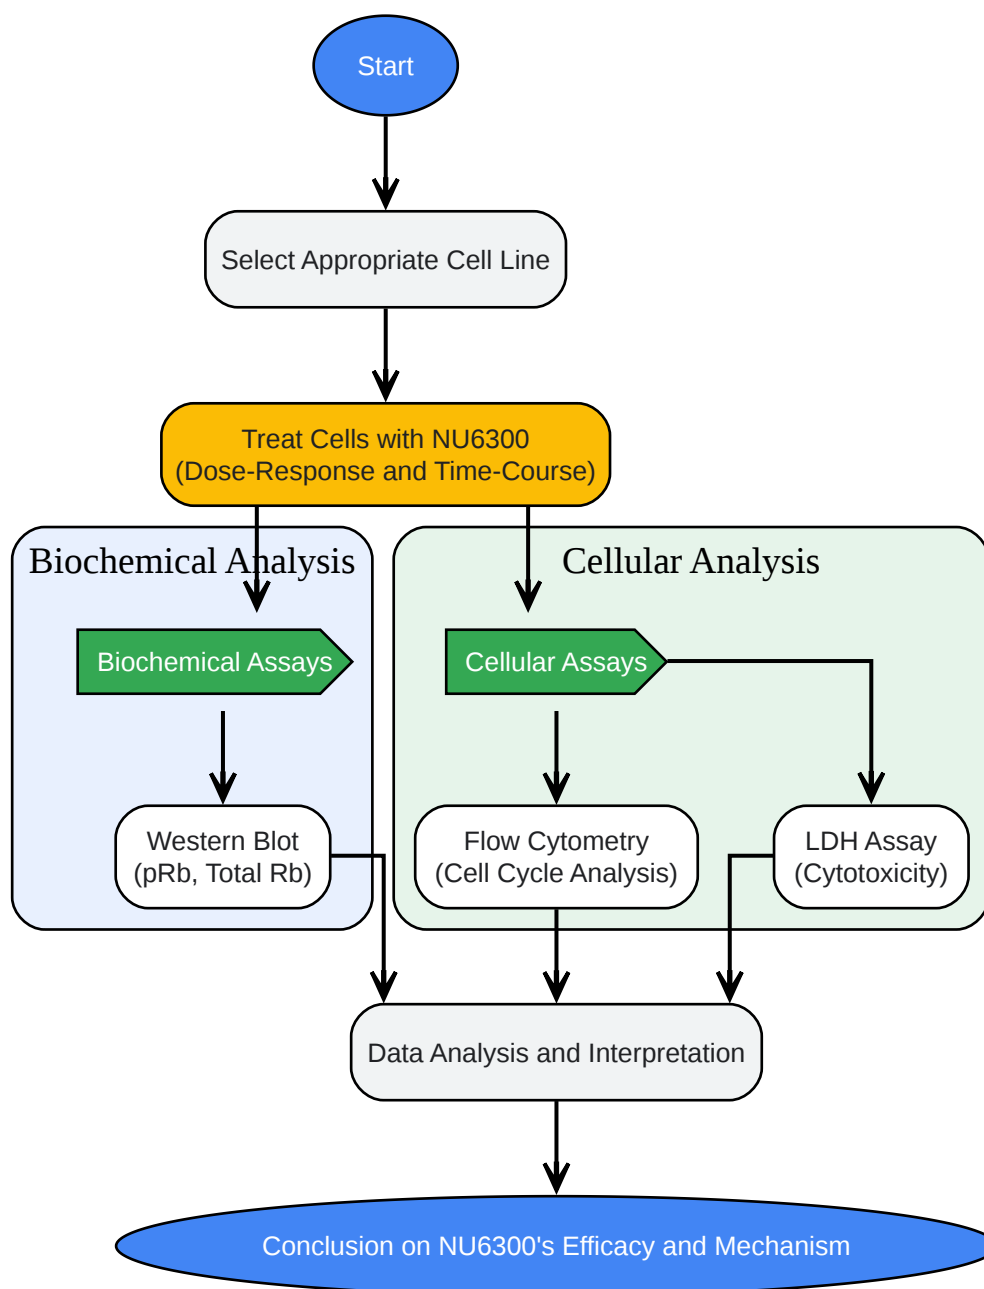 Start
Select Appropriate Cell Line
Treat Cells with NU6300
(Dose-Response and Time-Course)
Biochemical Analysis
Cellular Analysis
Biochemical Assays
Cellular Assays
Western Blot
(pRb, Total Rb)
Flow Cytometry
(Cell Cycle Analysis)
LDH Assay
(Cytotoxicity)
Data Analysis and Interpretation
Conclusion on NU6300's Efficacy and Mechanism